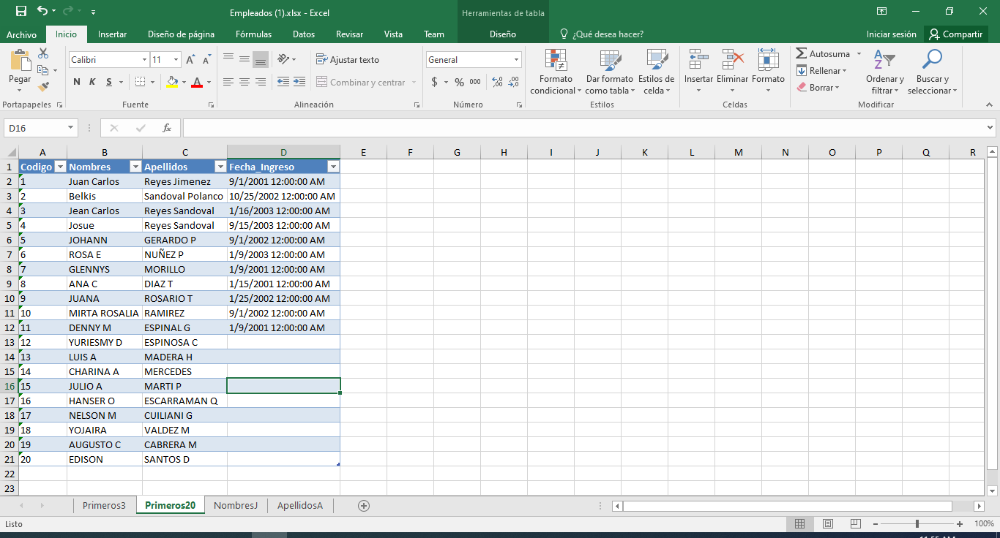 Empleados (1).xlsx - Excel
Herramientas de tabla
Archivo Inicio Insertar Diseño de página Fórmulas Datos Revisar Vista Team Diseño ¿Qué desea hacer? Iniciar sesión Compartir
Pegar
Calibri 11
N K S
Ajustar texto
Combinar y centrar
General
$ % 000
Formato condicional
Dar formato como tabla
Estilos de celda
Insertar Eliminar Formato
Autosuma
Rellenar
Borrar
Ordenar y filtrar
Buscar y seleccionar
Portapapeles Fuente Alineación Número Estilos Celdas Modificar
D16 fx
A B C D E F G H I J K L M N O P Q R
1 Codigo Nombres Apellidos Fecha_Ingreso
2 1 Juan Carlos Reyes Jimenez 9/1/2001 12:00:00 AM
3 2 Belkis Sandoval Polanco 10/25/2002 12:00:00 AM
4 3 Jean Carlos Reyes Sandoval 1/16/2003 12:00:00 AM
5 4 Josue Reyes Sandoval 9/15/2003 12:00:00 AM
6 5 JOHANN GERARDO P 9/1/2002 12:00:00 AM
7 6 ROSA E NUÑEZ P 1/9/2003 12:00:00 AM
8 7 GLENNYS MORILLO 1/9/2001 12:00:00 AM
9 8 ANA C DIAZ T 1/15/2001 12:00:00 AM
10 9 JUANA ROSARIO T 1/25/2002 12:00:00 AM
11 10 MIRTA ROSALIA RAMIREZ 9/1/2002 12:00:00 AM
12 11 DENNY M ESPINAL G 1/9/2001 12:00:00 AM
13 12 YURIESMY D ESPINOSA C
14 13 LUIS A MADERA H
15 14 CHARINA A MERCEDES
16 15 JULIO A MARTI P
17 16 HANSER O ESCARRAMAN Q
18 17 NELSON M CUILIANI G
19 18 YOJAIRA VALDEZ M
20 19 AUGUSTO C CABRERA M
21 20 EDISON SANTOS D
22
23
Primeros3 Primeros20 NombresJ ApellidosA
Listo 100%